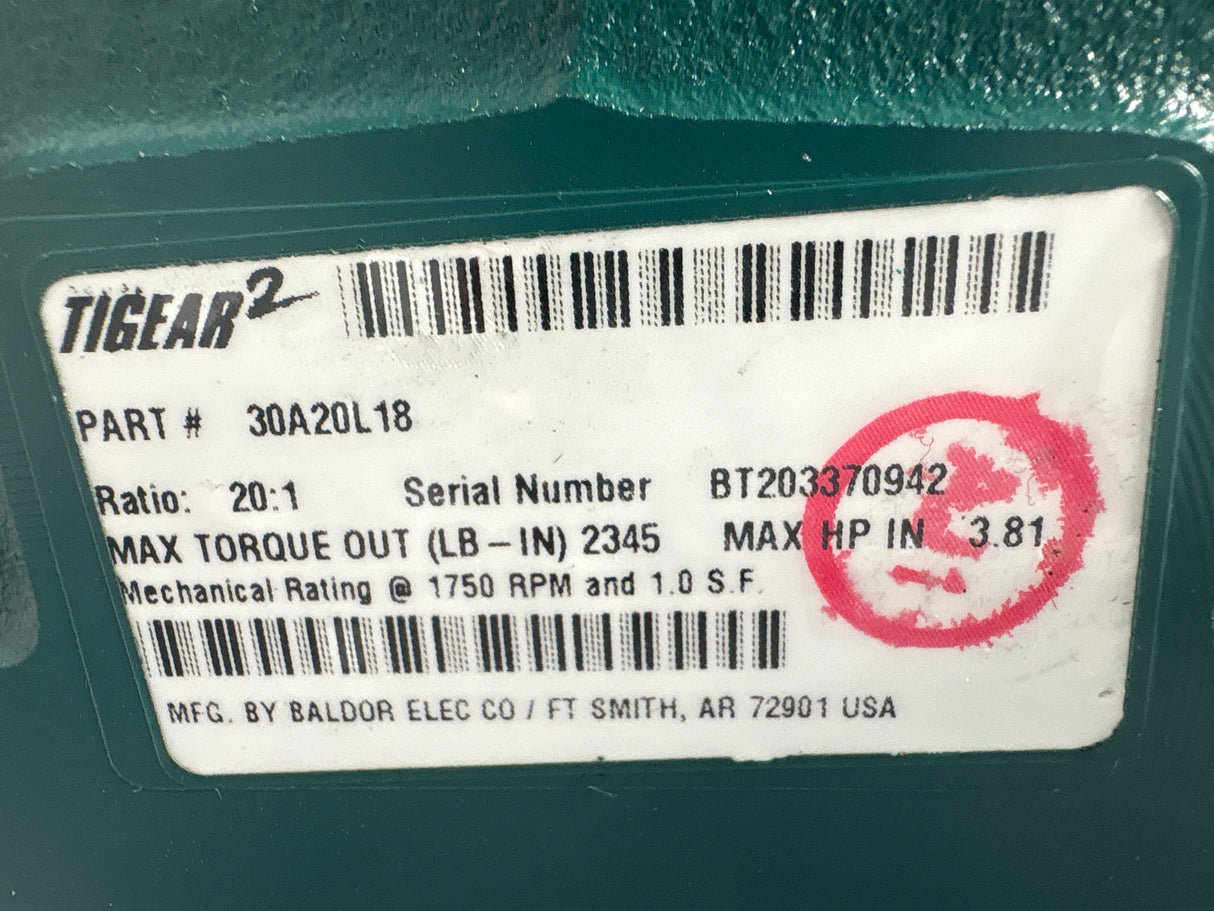 TIGEAR2
PART # 30A20L18
Ratio: 20:1 Serial Number BT203370942
MAX TORQUE OUT (LB-IN) 2345 MAX HP IN 3.81
Mechanical Rating @ 1750 RPM and 1.0 S.F.
MFG. BY BALDOR ELEC CO / FT SMITH, AR 72901 USA